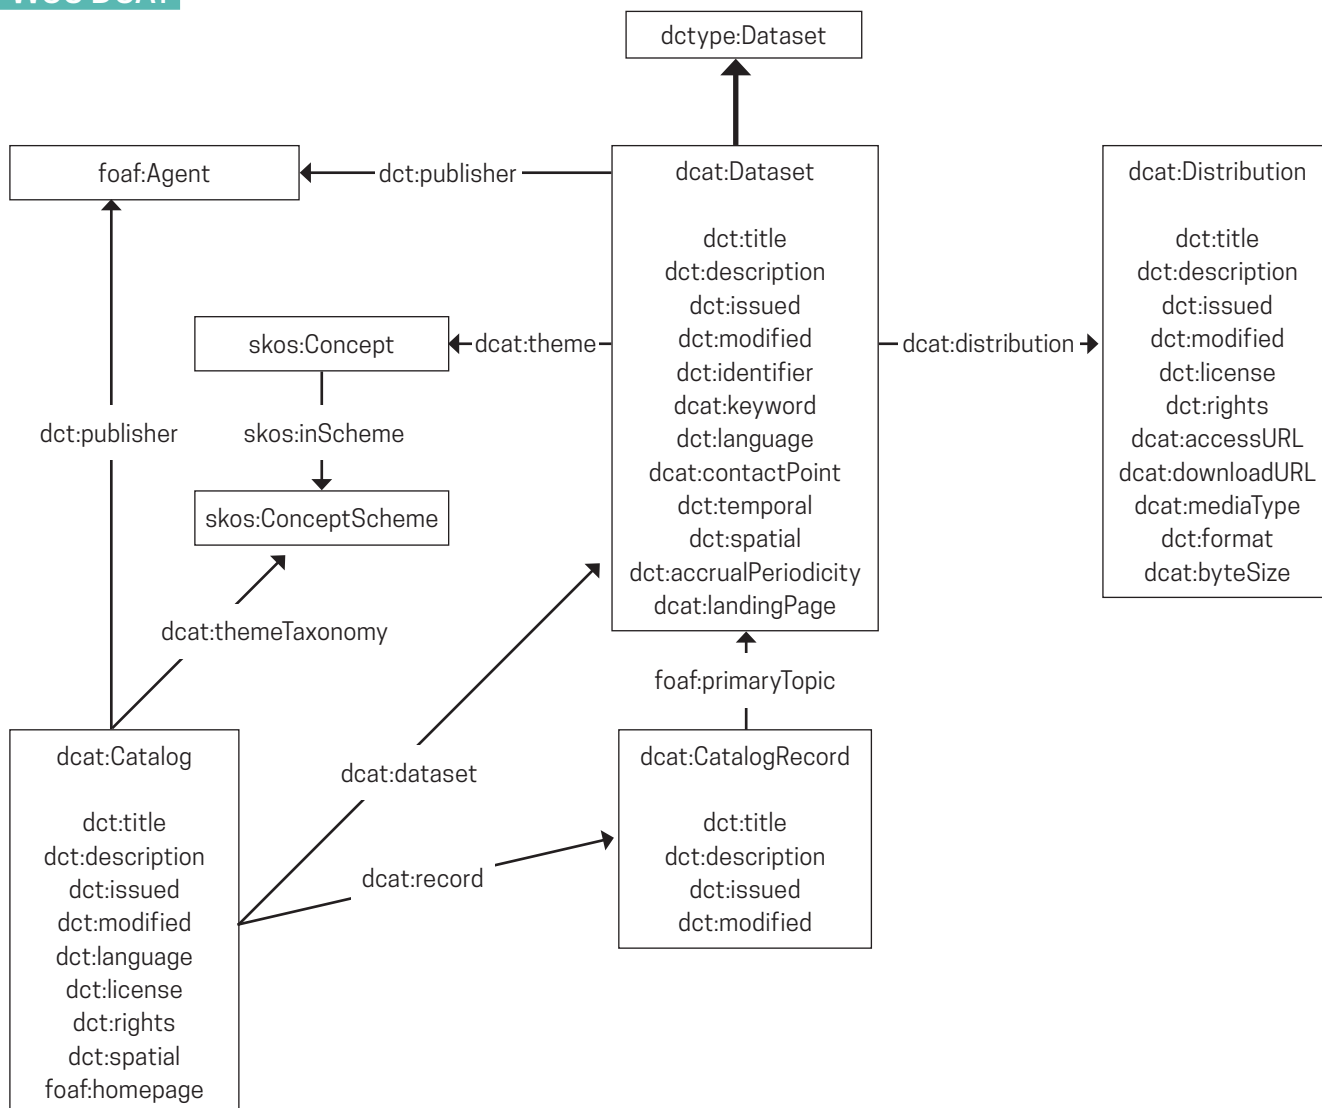 W3C DCAT
dctype:Dataset
foaf:Agent
dct:publisher
dcat:Dataset
dct:title
dct:description
dct:issued
dct:modified
dct:identifier
dcat:keyword
dct:language
dcat:contactPoint
dct:temporal
dct:spatial
dct:accrualPeriodicity
dcat:landingPage
dcat:distribution
dcat:Distribution
dct:title
dct:description
dct:issued
dct:modified
dct:license
dct:rights
dcat:accessURL
dcat:downloadURL
dcat:mediaType
dct:format
dcat:byteSize
skos:Concept
dcat:theme
dct:publisher
skos:inScheme
skos:ConceptScheme
dcat:themeTaxonomy
foaf:primaryTopic
dcat:Catalog
dct:title
dct:description
dct:issued
dct:modified
dct:language
dct:license
dct:rights
dct:spatial
foaf:homepage
dcat:dataset
dcat:record
dcat:CatalogRecord
dct:title
dct:description
dct:issued
dct:modified